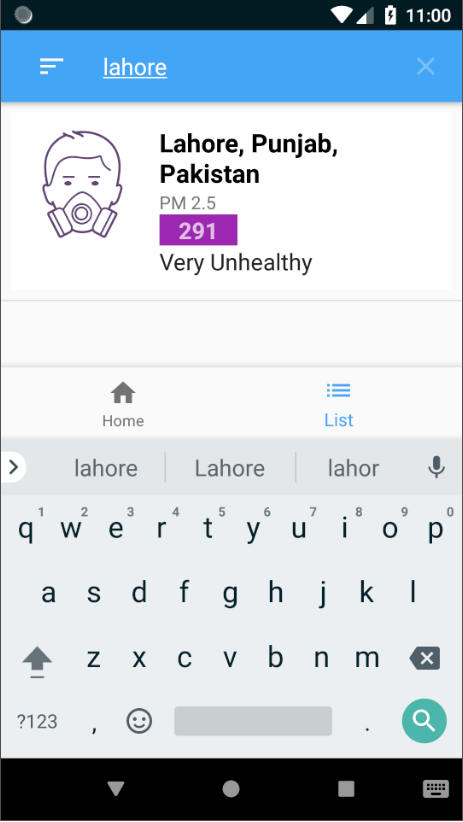 11:00
lahore
Lahore, Punjab,
Pakistan
PM 2.5
291
Very Unhealthy
Home List
lahore Lahore lahor
1 2 3 4 5 6 7 8 9 0
q w e r t y u i o p
a s d f g h j k l
z x c v b n m
?123 , .